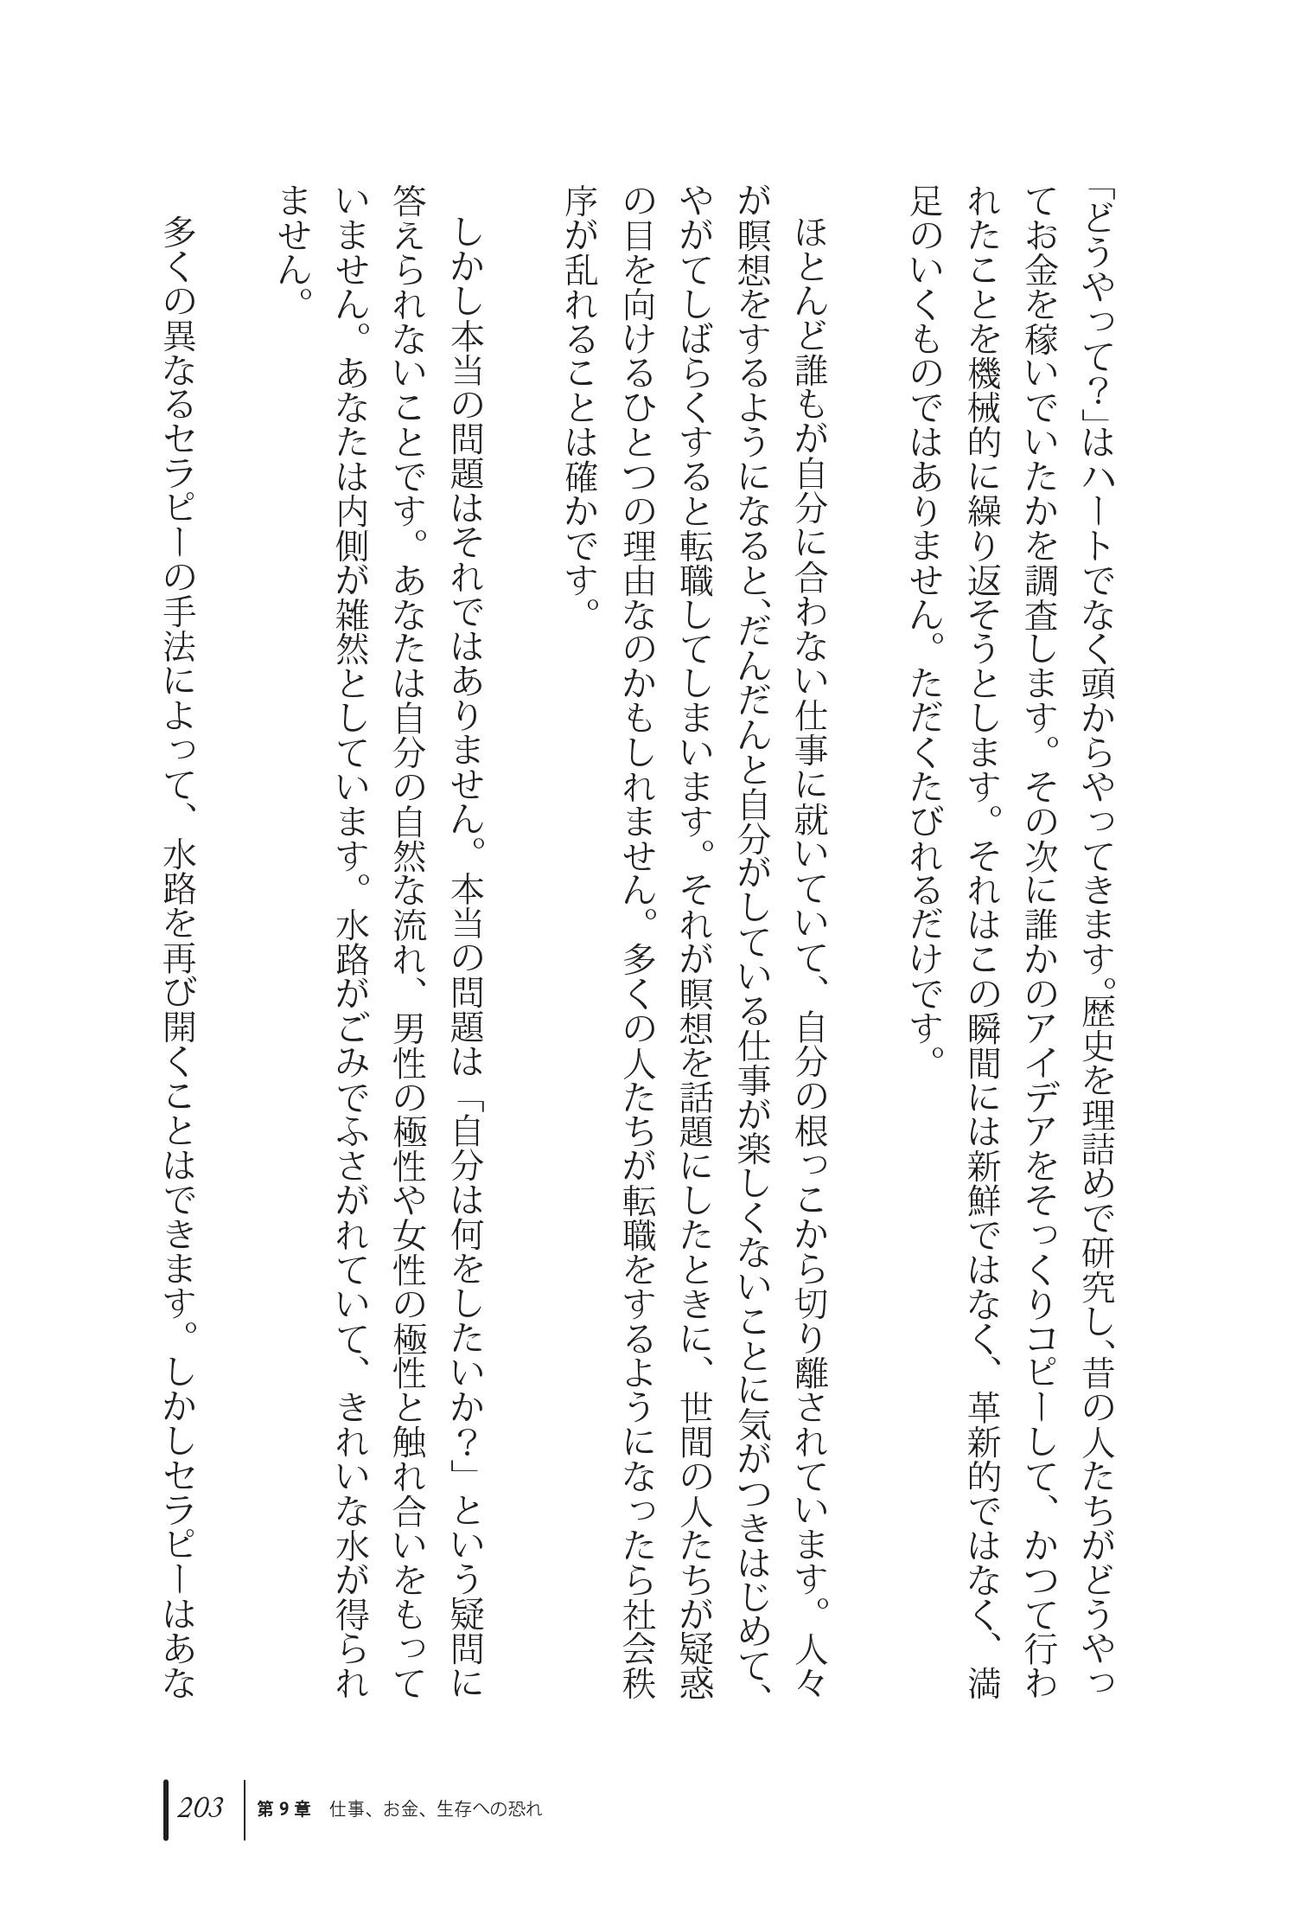 「どうやって？」はハートでなく頭からやってきます。歴史を理詰めで研究し、昔の人たちがどうやっ
てお金を稼いでいたかを調査します。その次に誰かのアイデアをそっくりコピーして、かつて行わ
れたことを機械的に繰り返そうとします。それはこの瞬間には新鮮ではなく、革新的ではなく、満
足のいくものではありません。ただくたびれるだけです。
ほとんど誰もが自分に合わない仕事に就いていて、自分の根っこから切り離されています。人々
が瞑想をするようになると、だんだんと自分がしている仕事が楽しくないことに気がつきはじめて、
やがてしばらくすると転職してしまいます。それが瞑想を話題にしたときに、世間の人たちが疑惑
の目を向けるひとつの理由なのかもしれません。多くの人たちが転職をするようになったら社会秩
序が乱れることは確かです。
しかし本当の問題はそれではありません。本当の問題は「自分は何をしたいか？」という疑問に
答えられないことです。あなたは自分の自然な流れ、男性の極性や女性の極性と触れ合いをもって
いません。あなたは内側が雑然としています。水路がごみでふさがれていて、きれいな水が得られ
ません。
多くの異なるセラピーの手法によって、水路を再び開くことはできます。しかしセラピーはあな
203 第9章 仕事、お金、生存への恐れ